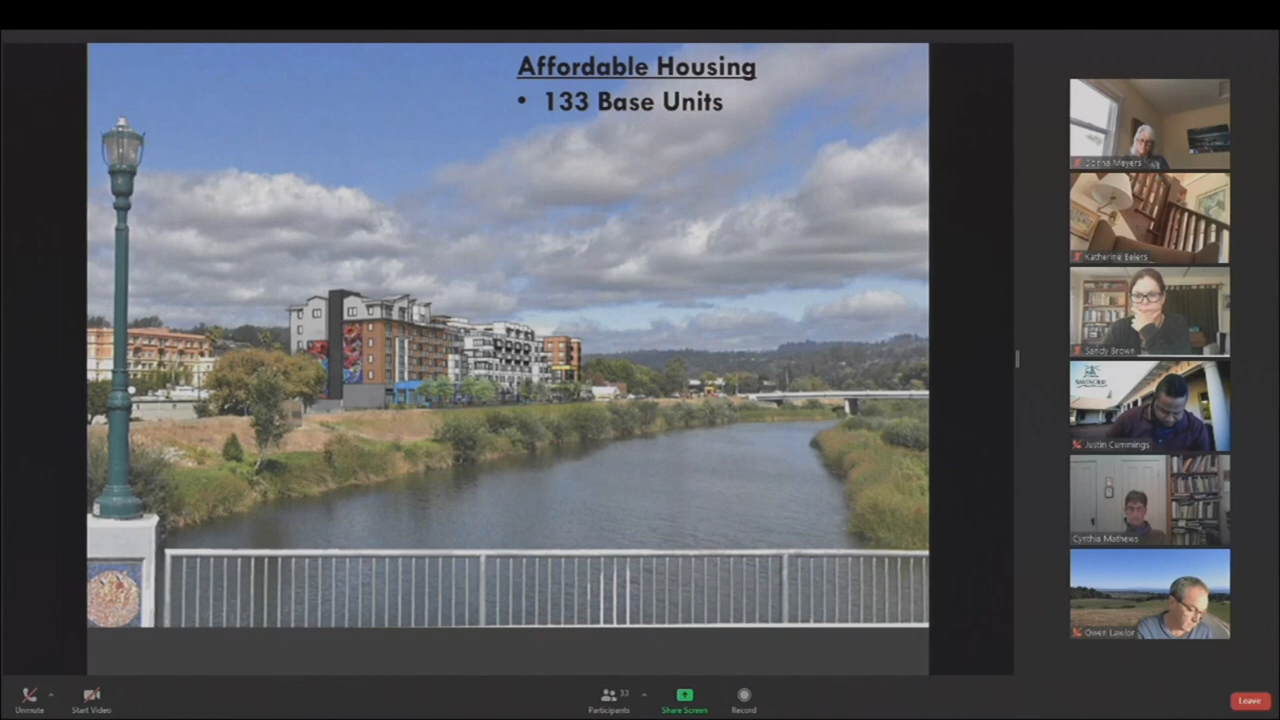 Affordable Housing
• 133 Base Units
Donna Meyers
Katherine Beiers
Sandy Brown
Justin Cummings
Cynthia Mathews
Owen Lawlor
Unmute
Start Video
33
Participants
Share Screen
Record
Leave